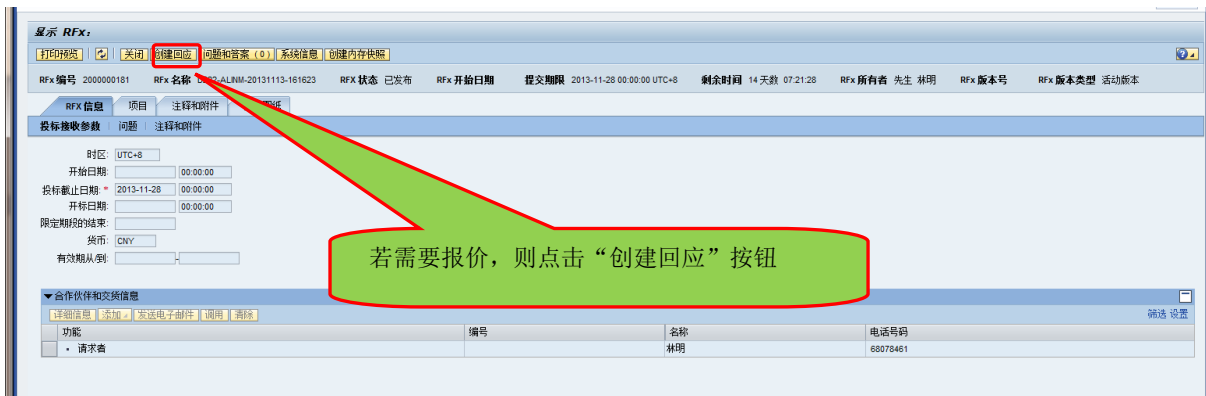 显示 RFx：
打印预览 关闭 创建回应 问题和答案（0） 系统信息 创建内存快照
RFx 编号 2000000181 RFx 名称 -ALINM-20131113-161623 RFX 状态 已发布 RFx 开始日期 提交期限 2013-11-28 00:00:00 UTC+8 剩余时间 14 天数 07:21:28 RFx 所有者 先生 林明 RFx 版本号 RFx 版本类型 活动版本
RFX 信息 项目 注释和附件
投标接收参数 问题 注释和附件
时区: UTC+8
开始日期: 00:00:00
投标截止日期: * 2013-11-28 00:00:00
开标日期: 00:00:00
限定期段的结束:
货币: CNY
有效期从/到: -
若需要报价，则点击“创建回应”按钮
合作伙伴和交货信息
详细信息 添加 发送电子邮件 调用 清除 筛选 设置
功能 编号 名称 电话号码
• 请求者 林明 68078461